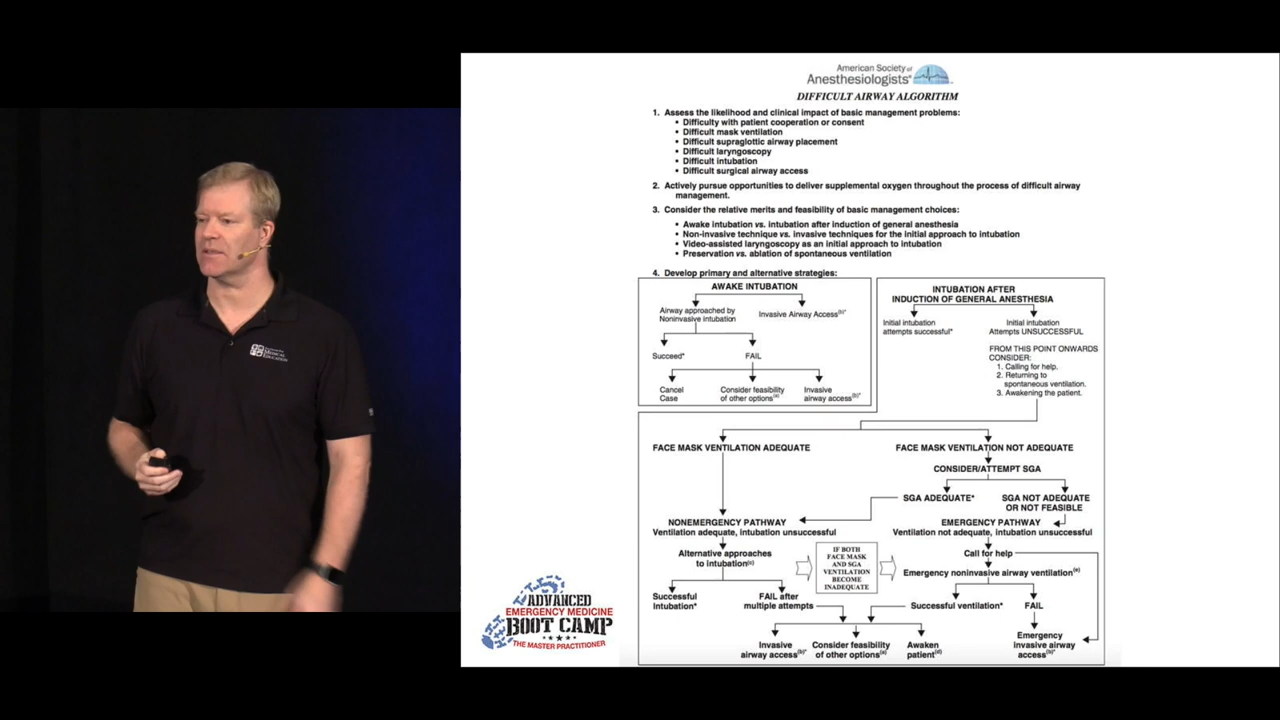 MEDICAL
EDUCATION
American Society of
Anesthesiologists®
DIFFICULT AIRWAY ALGORITHM
1. Assess the likelihood and clinical impact of basic management problems:
• Difficulty with patient cooperation or consent
• Difficult mask ventilation
• Difficult supraglottic airway placement
• Difficult laryngoscopy
• Difficult intubation
• Difficult surgical airway access
2. Actively pursue opportunities to deliver supplemental oxygen throughout the process of difficult airway
management.
3. Consider the relative merits and feasibility of basic management choices:
• Awake intubation vs. intubation after induction of general anesthesia
• Non-invasive technique vs. invasive techniques for the initial approach to intubation
• Video-assisted laryngoscopy as an initial approach to intubation
• Preservation vs. ablation of spontaneous ventilation
4. Develop primary and alternative strategies:
AWAKE INTUBATION
Airway approached by
Noninvasive intubation
Invasive Airway Access(b)*
Succeed*
FAIL
Cancel
Case
Consider feasibility
of other options(a)
Invasive
airway access(b)*
INTUBATION AFTER
INDUCTION OF GENERAL ANESTHESIA
Initial intubation
attempts successful*
Initial intubation
Attempts UNSUCCESSFUL
FROM THIS POINT ONWARDS
CONSIDER:
1. Calling for help.
2. Returning to
spontaneous ventilation.
3. Awakening the patient.
FACE MASK VENTILATION ADEQUATE
FACE MASK VENTILATION NOT ADEQUATE
CONSIDER/ATTEMPT SGA
SGA ADEQUATE*
SGA NOT ADEQUATE
OR NOT FEASIBLE
NONEMERGENCY PATHWAY
Ventilation adequate, intubation unsuccessful
EMERGENCY PATHWAY
Ventilation not adequate, intubation unsuccessful
Alternative approaches
to intubation(c)
IF BOTH
FACE MASK
AND SGA
VENTILATION
BECOME
INADEQUATE
Call for help
Emergency noninvasive airway ventilation(e)
Successful
Intubation*
FAIL after
multiple attempts
Successful ventilation*
FAIL
Invasive
airway access(b)*
Consider feasibility
of other options(a)
Awaken
patient(d)
Emergency
Invasive airway
access(b)*
ADVANCED
EMERGENCY MEDICINE
BOOT CAMP
THE MASTER PRACTITIONER